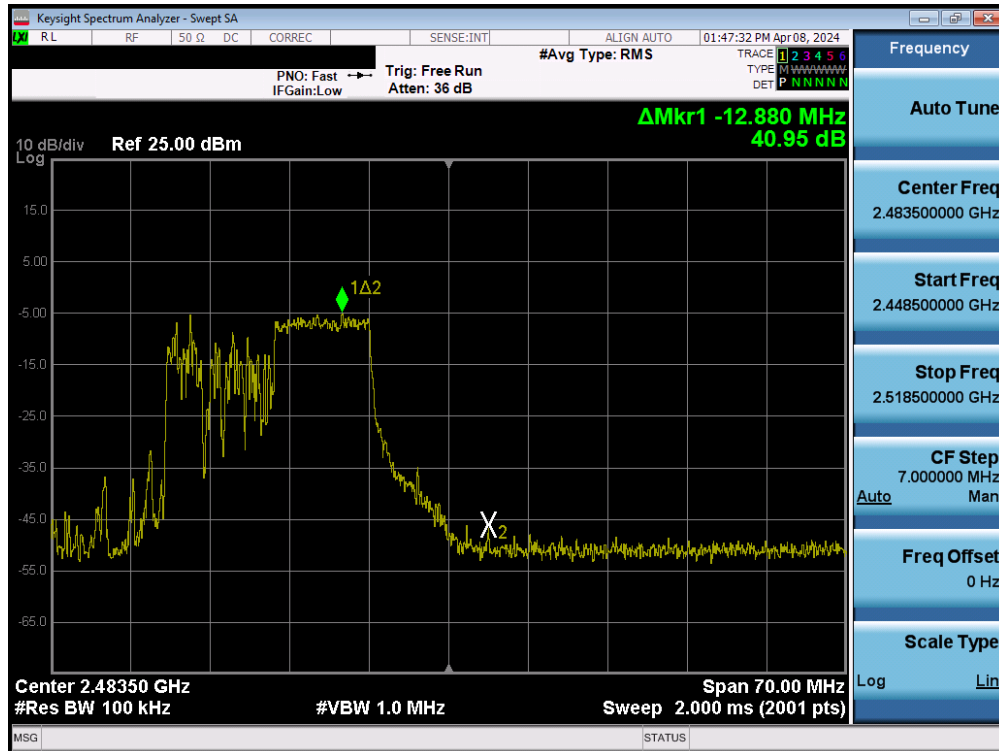 Keysight Spectrum Analyzer - Swept SA
LXI RL RF 50 Ω DC CORREC SENSE:INT ALIGN AUTO 01:47:32 PM Apr 08, 2024
PNO: Fast Trig: Free Run #Avg Type: RMS TRACE 1 2 3 4 5 6
IFGain:Low Atten: 36 dB TYPE M WWWWW
DET P N N N N N
ΔMkr1 -12.880 MHz
40.95 dB
10 dB/div Ref 25.00 dBm
Log
15.0
5.00
1Δ2
-5.00
-15.0
-25.0
-35.0
-45.0
X2
-55.0
-65.0
Center 2.48350 GHz Span 70.00 MHz
#Res BW 100 kHz #VBW 1.0 MHz Sweep 2.000 ms (2001 pts)
MSG STATUS
Frequency
Auto Tune
Center Freq
2.483500000 GHz
Start Freq
2.448500000 GHz
Stop Freq
2.518500000 GHz
CF Step
7.000000 MHz
Auto Man
Freq Offset
0 Hz
Scale Type
Log Lin